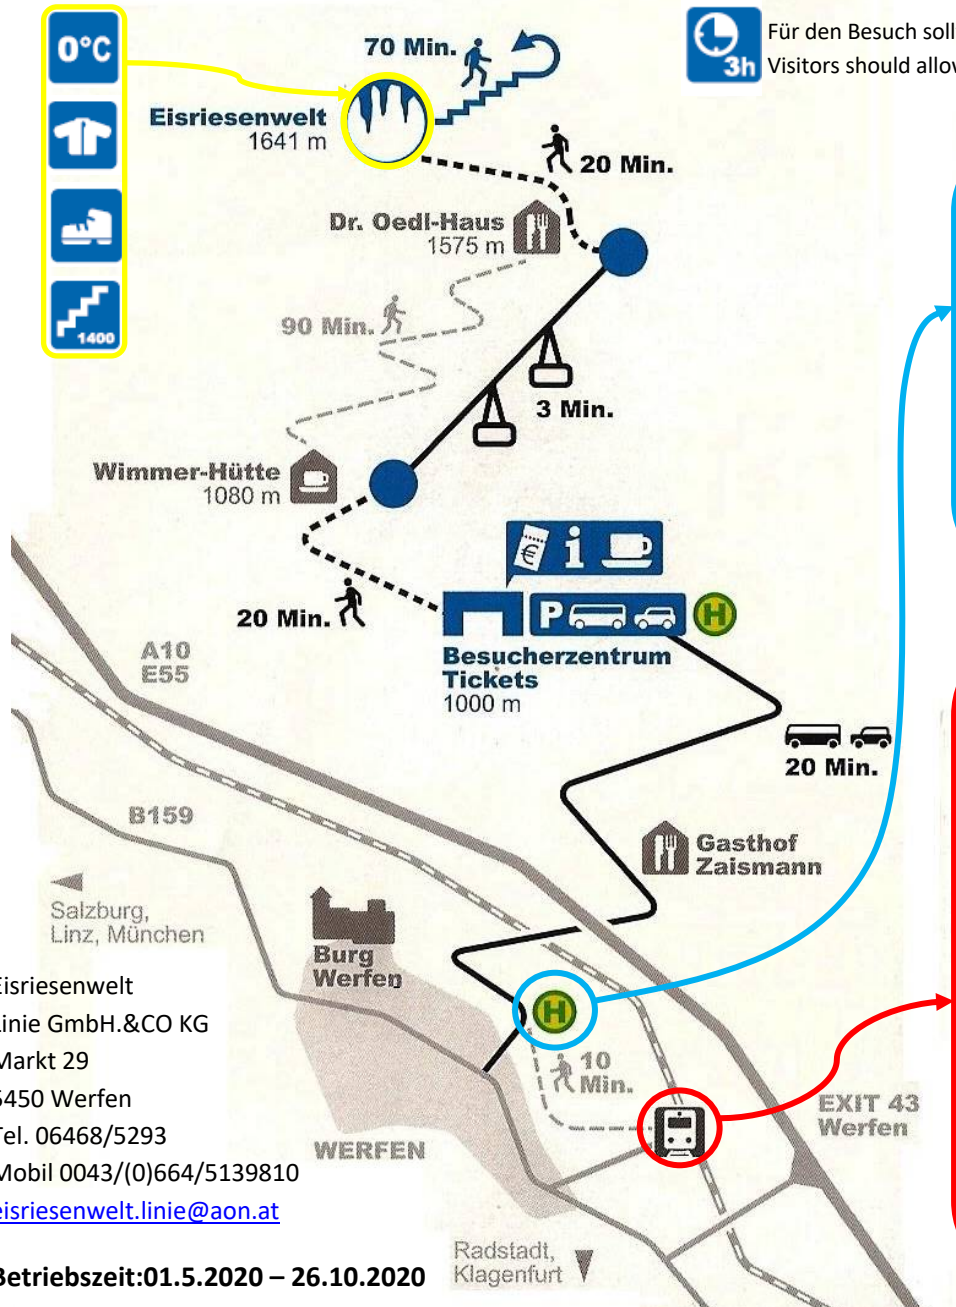 0°C
1400
70 Min.
3h
Für den Besuch soll
Visitors should allov
Eisriesenwelt
1641 m
20 Min.
Dr. Oedl-Haus
1575 m
90 Min.
3 Min.
Wimmer-Hütte
1080 m
€ i
20 Min.
P
H
Besucherzentrum
Tickets
1000 m
A10
E55
20 Min.
B159
Gasthof
Zaismann
Salzburg,
Linz, München
Burg
Werfen
H
10
Min.
WERFEN
EXIT 43
Werfen
Eisriesenwelt
Linie GmbH.&CO KG
Markt 29
5450 Werfen
Tel. 06468/5293
Mobil 0043/(0)664/5139810
eisriesenwelt.linie@aon.at
Radstadt,
Klagenfurt
Betriebszeit:01.5.2020 – 26.10.2020